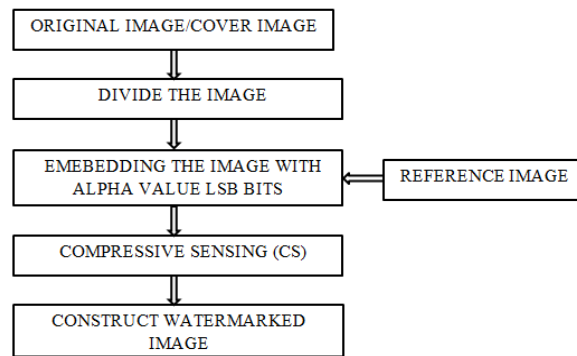 ORIGINAL IMAGE/COVER IMAGE
DIVIDE THE IMAGE
EMEBEDDING THE IMAGE WITH
ALPHA VALUE LSB BITS
REFERENCE IMAGE
COMPRESSIVE SENSING (CS)
CONSTRUCT WATERMARKED
IMAGE